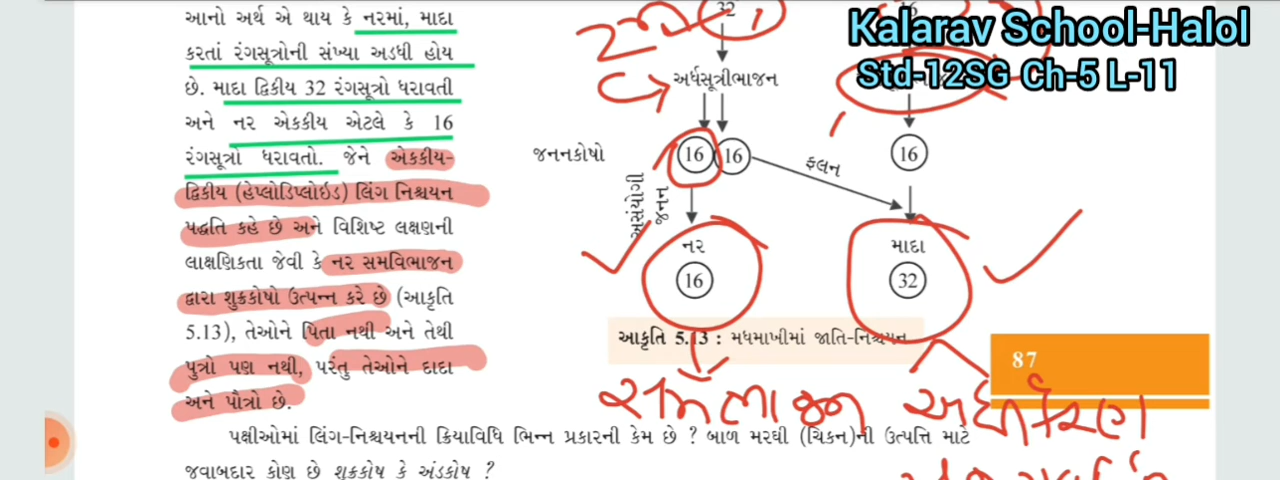 Kalarav School-Halol
Std-12SG Ch-5 L-11
આનો અર્થ એ થાય કે નરમાં, માદા
કરતાં રંગસૂત્રોની સંખ્યા અડધી હોય
છે. માદા દ્વિકીય 32 રંગસૂત્રો ધરાવતી
અને નર એકકીય એટલે કે 16
રંગસૂત્રો ધરાવતો. જેને એકકીય-
દ્વિકીય (હેપ્લોડિપ્લોઇડ) લિંગ નિશ્ચયન
પદ્ધતિ કહે છે અને વિશિષ્ટ લક્ષણની
લાક્ષણિકતા જેવી કે નર સમવિભાજન
દ્વારા શુક્રકોષો ઉત્પન્ન કરે છે (આકૃતિ
5.13), તેઓને પિતા નથી અને તેથી
પુત્રો પણ નથી, પરંતુ તેઓને દાદા
અને પૌત્રો છે.
32 16
અર્ધસૂત્રીભાજન
જનનકોષો 16 16 16
ફલન
અસંયોગી
જનન
નર માદા
16 32
આકૃતિ 5.13 : મધમાખીમાં જાતિ-નિશ્ચયન
87
પક્ષીઓમાં લિંગ-નિશ્ચયનની ક્રિયાવિધિ ભિન્ન પ્રકારની કેમ છે ? બાળ મરઘી (ચિકન)ની ઉત્પત્તિ માટે
જવાબદાર કોણ છે શુક્રકોષ કે અંડકોષ ?